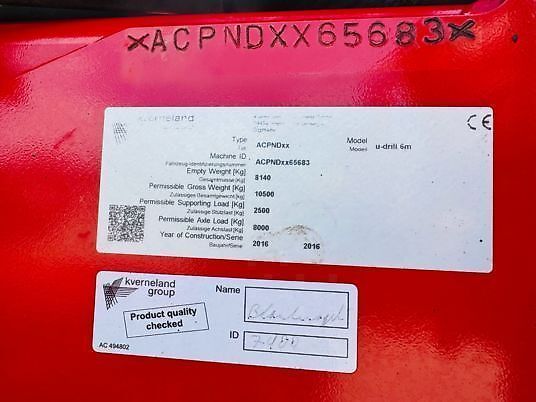 *ACPNDXX65683*
kverneland
group
CE
Type ACPNDxx Model u-drill 6m
Typ Modell
Machine ID ACPNDxx65683
Fahrzeug-Identifizierungsnummer
Empty Weight [Kg] 8140
Gesamtmasse [Kg]
Permissible Gross Weight [Kg] 10500
Zulässiges Gesamtgewicht [Kg]
Permissible Supporting Load [Kg] 2500
Zulässige Stützlast [Kg]
Permissible Axle Load [Kg] 8000
Zulässige Achslast [Kg]
Year of Construction/Serie 2016 2016
Baujahr/Serie
kverneland
group
Product quality
checked
AC 494802
Name
ID